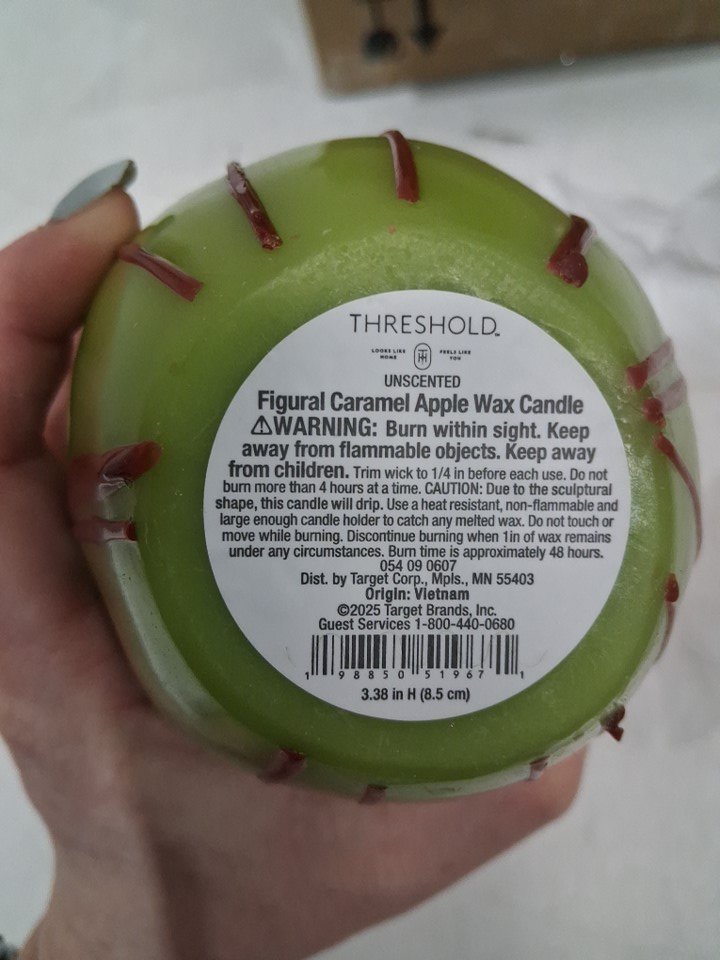 THRESHOLD™
LOOKS LIKE HOME FEELS LIKE YOU
UNSCENTED
Figural Caramel Apple Wax Candle
⚠WARNING: Burn within sight. Keep
away from flammable objects. Keep away
from children. Trim wick to 1/4 in before each use. Do not
burn more than 4 hours at a time. CAUTION: Due to the sculptural
shape, this candle will drip. Use a heat resistant, non-flammable and
large enough candle holder to catch any melted wax. Do not touch or
move while burning. Discontinue burning when 1in of wax remains
under any circumstances. Burn time is approximately 48 hours.
054 09 0607
Dist. by Target Corp., Mpls., MN 55403
Origin: Vietnam
©2025 Target Brands, Inc.
Guest Services 1-800-440-0680
1 98850 51967 1
3.38 in H (8.5 cm)